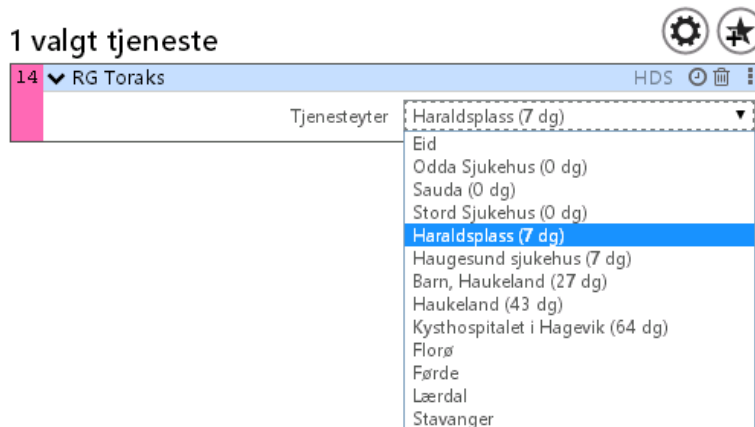 1 valgt tjeneste
14 RG Toraks HDS
Tjenesteyter Haraldsplass (7 dg)
Eid
Odda Sjukehus (0 dg)
Sauda (0 dg)
Stord Sjukehus (0 dg)
Haraldsplass (7 dg)
Haugesund sjukehus (7 dg)
Barn, Haukeland (27 dg)
Haukeland (43 dg)
Kysthospitalet i Hagevik (64 dg)
Florø
Førde
Lærdal
Stavanger